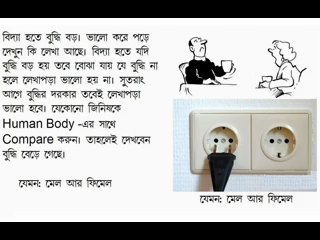 বিদ্যা হতে বুদ্ধি বড়। ভালো করে পড়ে
দেখুন কি লেখা আছে। বিদ্যা হতে যদি
বুদ্ধি বড় হয় তবে বোঝা যায় যে বুদ্ধি না
হলে লেখাপড়া ভালো হয় না। সুতরাং
আগে বুদ্ধির দরকার তবেই লেখাপড়া
ভালো হবে। যেকোনো জিনিষকে
Human Body -এর সাথে
Compare করুন। তাহলেই দেখবেন
বুদ্ধি বেড়ে গেছে।
যেমন: মেল আর ফিমেল
যেমন: মেল আর ফিমেল